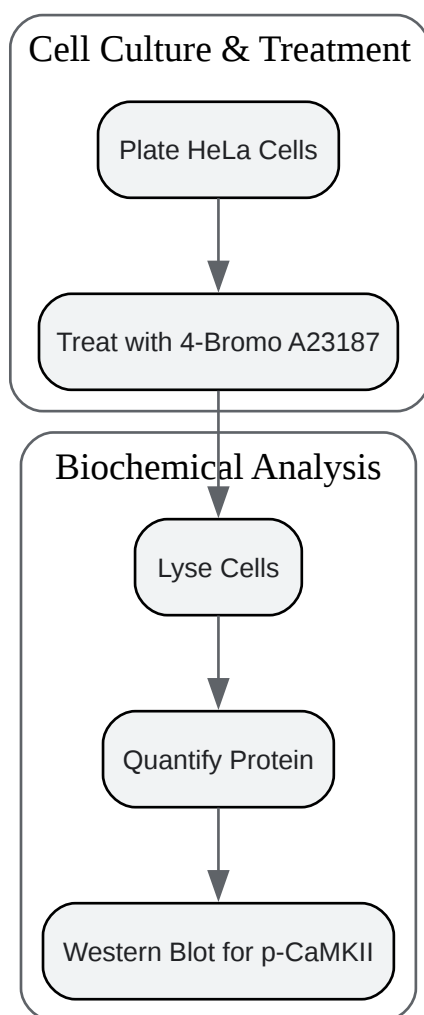 Cell Culture & Treatment
Plate HeLa Cells
Treat with 4-Bromo A23187
Biochemical Analysis
Lyse Cells
Quantify Protein
Western Blot for p-CaMKII